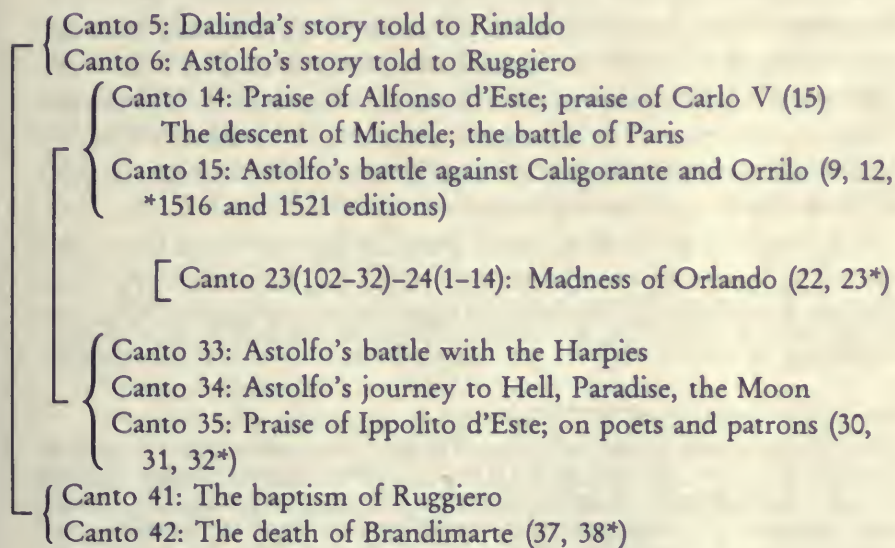 Canto 5: Dalinda's story told to Rinaldo
Canto 6: Astolfo's story told to Ruggiero
Canto 14: Praise of Alfonso d'Este; praise of Carlo V (15)
The descent of Michele; the battle of Paris
Canto 15: Astolfo's battle against Caligorante and Orrilo (9, 12,
*1516 and 1521 editions)
Canto 23(102–32)–24(1–14): Madness of Orlando (22, 23*)
Canto 33: Astolfo's battle with the Harpies
Canto 34: Astolfo's journey to Hell, Paradise, the Moon
Canto 35: Praise of Ippolito d'Este; on poets and patrons (30,
31, 32*)
Canto 41: The baptism of Ruggiero
Canto 42: The death of Brandimarte (37, 38*)